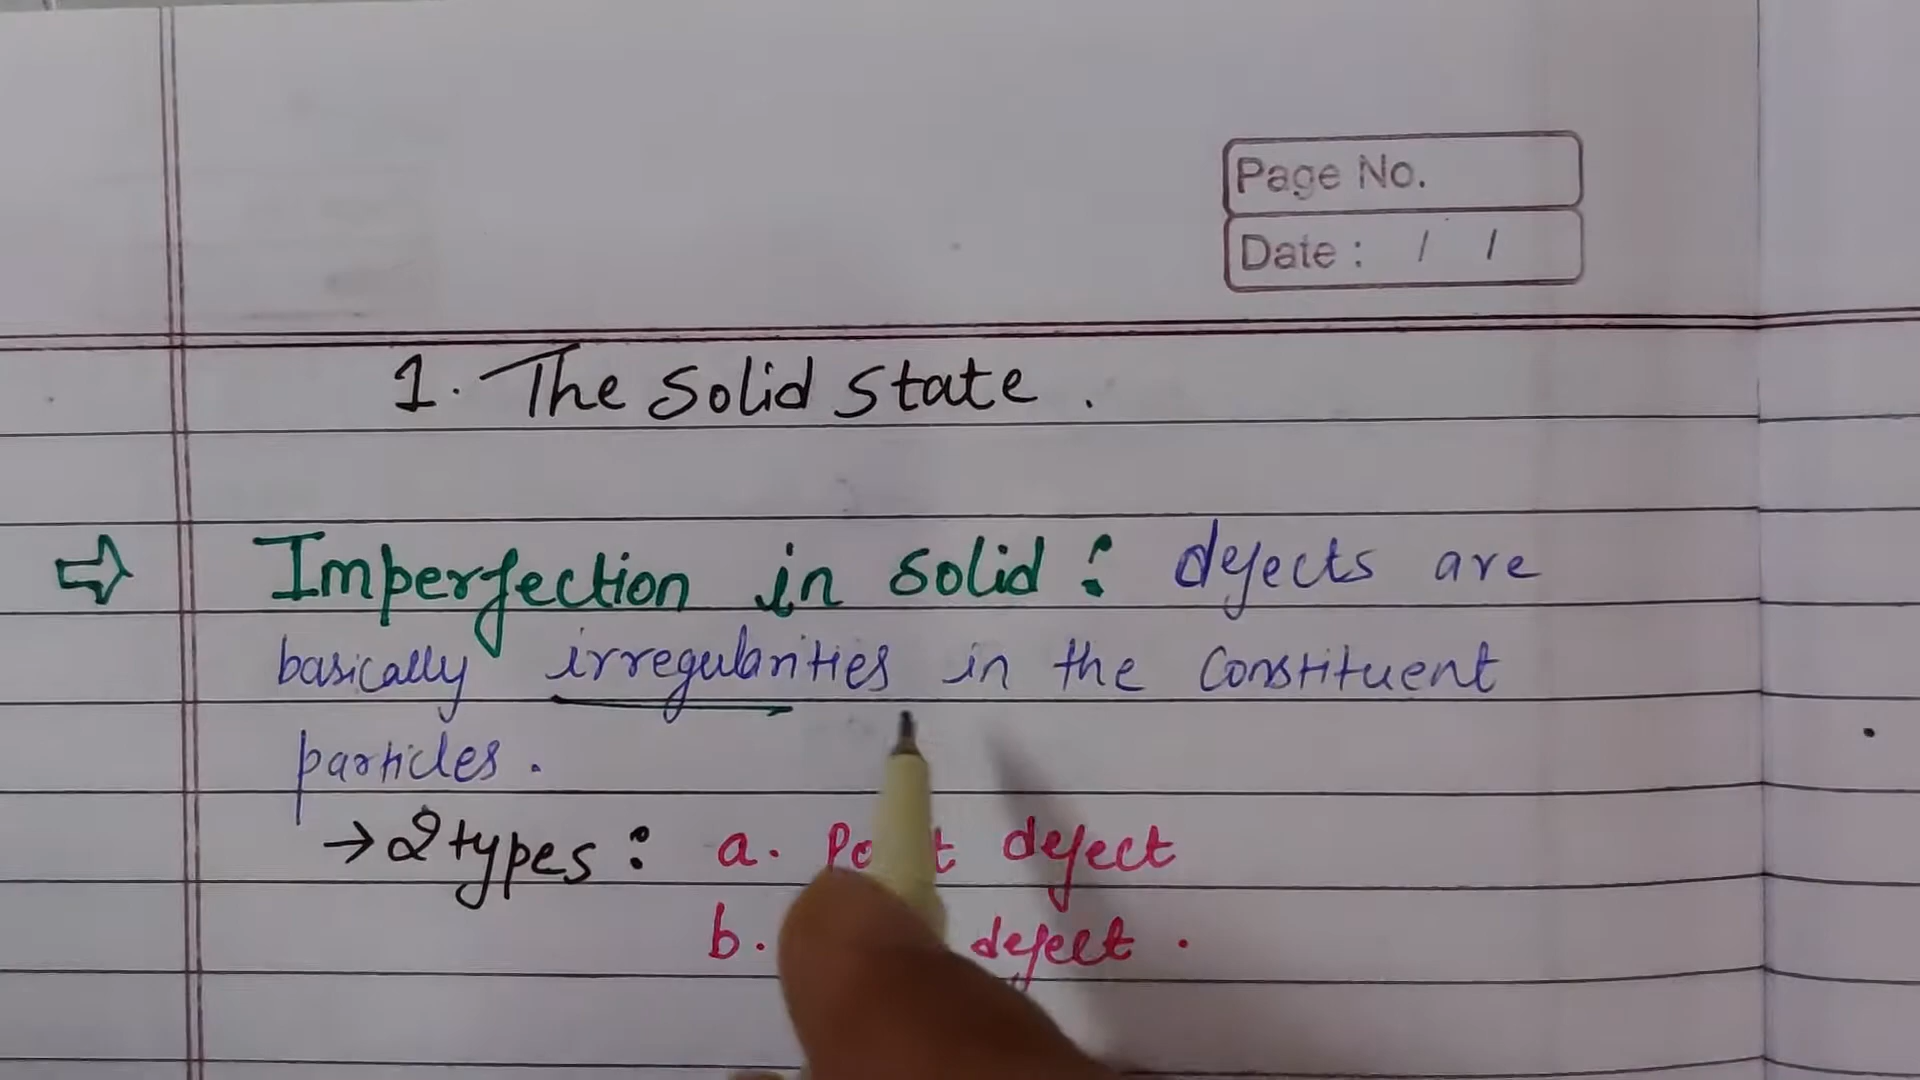 Page No.
Date : / /
1. The Solid State.
⇨ Imperfection in solid : defects are
basically irregularities in the Constituent
particles.
→ 2 types : a. defect
b. defect.